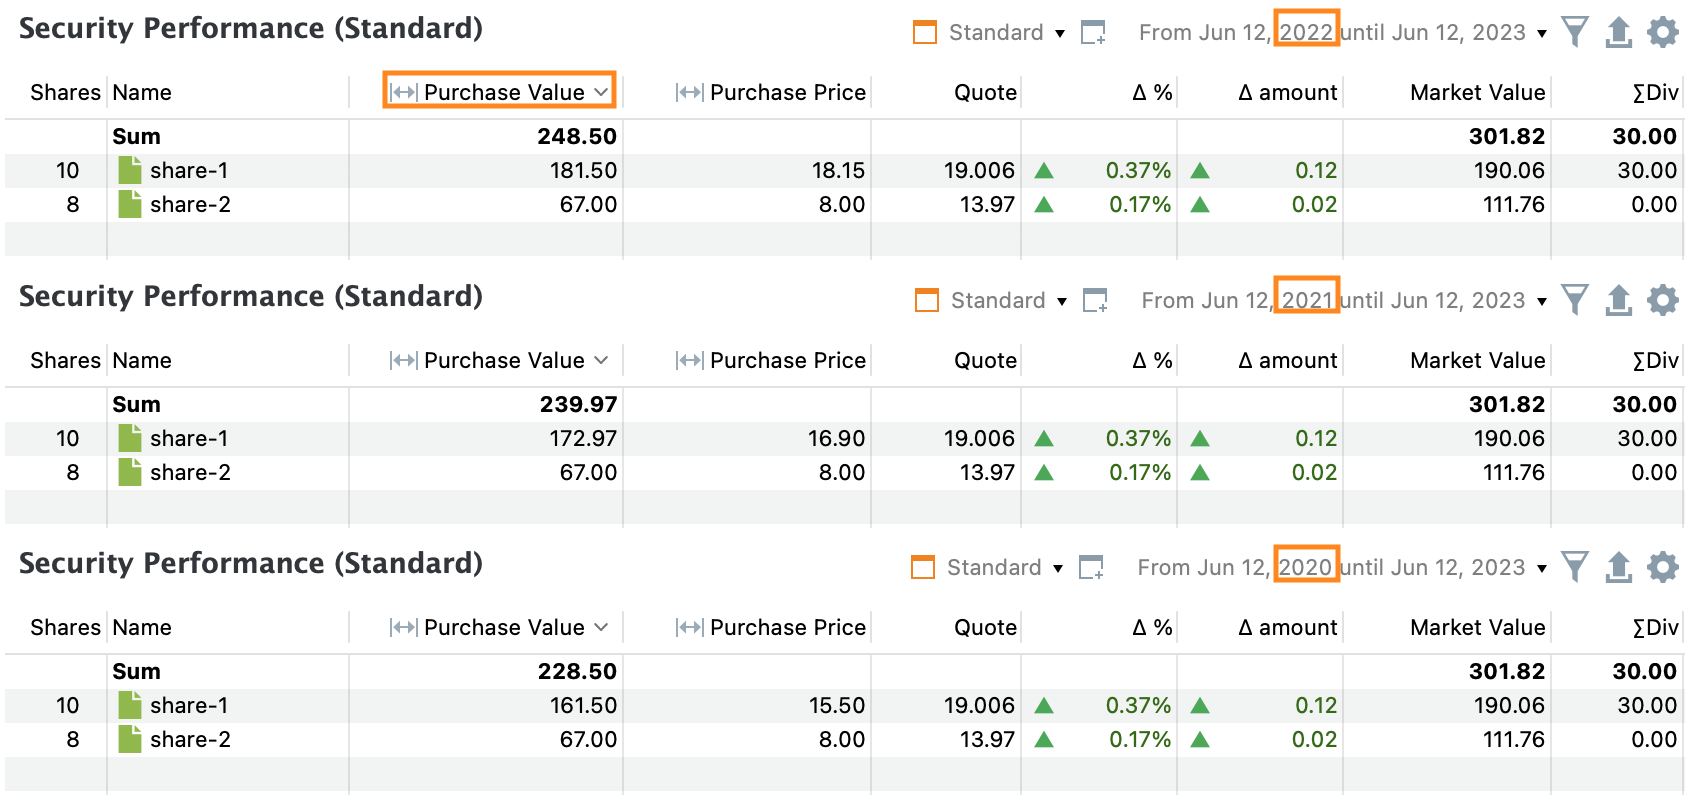 Security Performance (Standard) Standard From Jun 12, 2022 until Jun 12, 2023
Shares Name Purchase Value Purchase Price Quote Δ % Δ amount Market Value ∑Div
Sum 248.50 301.82 30.00
10 share-1 181.50 18.15 19.006 0.37% 0.12 190.06 30.00
8 share-2 67.00 8.00 13.97 0.17% 0.02 111.76 0.00
Security Performance (Standard) Standard From Jun 12, 2021 until Jun 12, 2023
Shares Name Purchase Value Purchase Price Quote Δ % Δ amount Market Value ∑Div
Sum 239.97 301.82 30.00
10 share-1 172.97 16.90 19.006 0.37% 0.12 190.06 30.00
8 share-2 67.00 8.00 13.97 0.17% 0.02 111.76 0.00
Security Performance (Standard) Standard From Jun 12, 2020 until Jun 12, 2023
Shares Name Purchase Value Purchase Price Quote Δ % Δ amount Market Value ∑Div
Sum 228.50 301.82 30.00
10 share-1 161.50 15.50 19.006 0.37% 0.12 190.06 30.00
8 share-2 67.00 8.00 13.97 0.17% 0.02 111.76 0.00